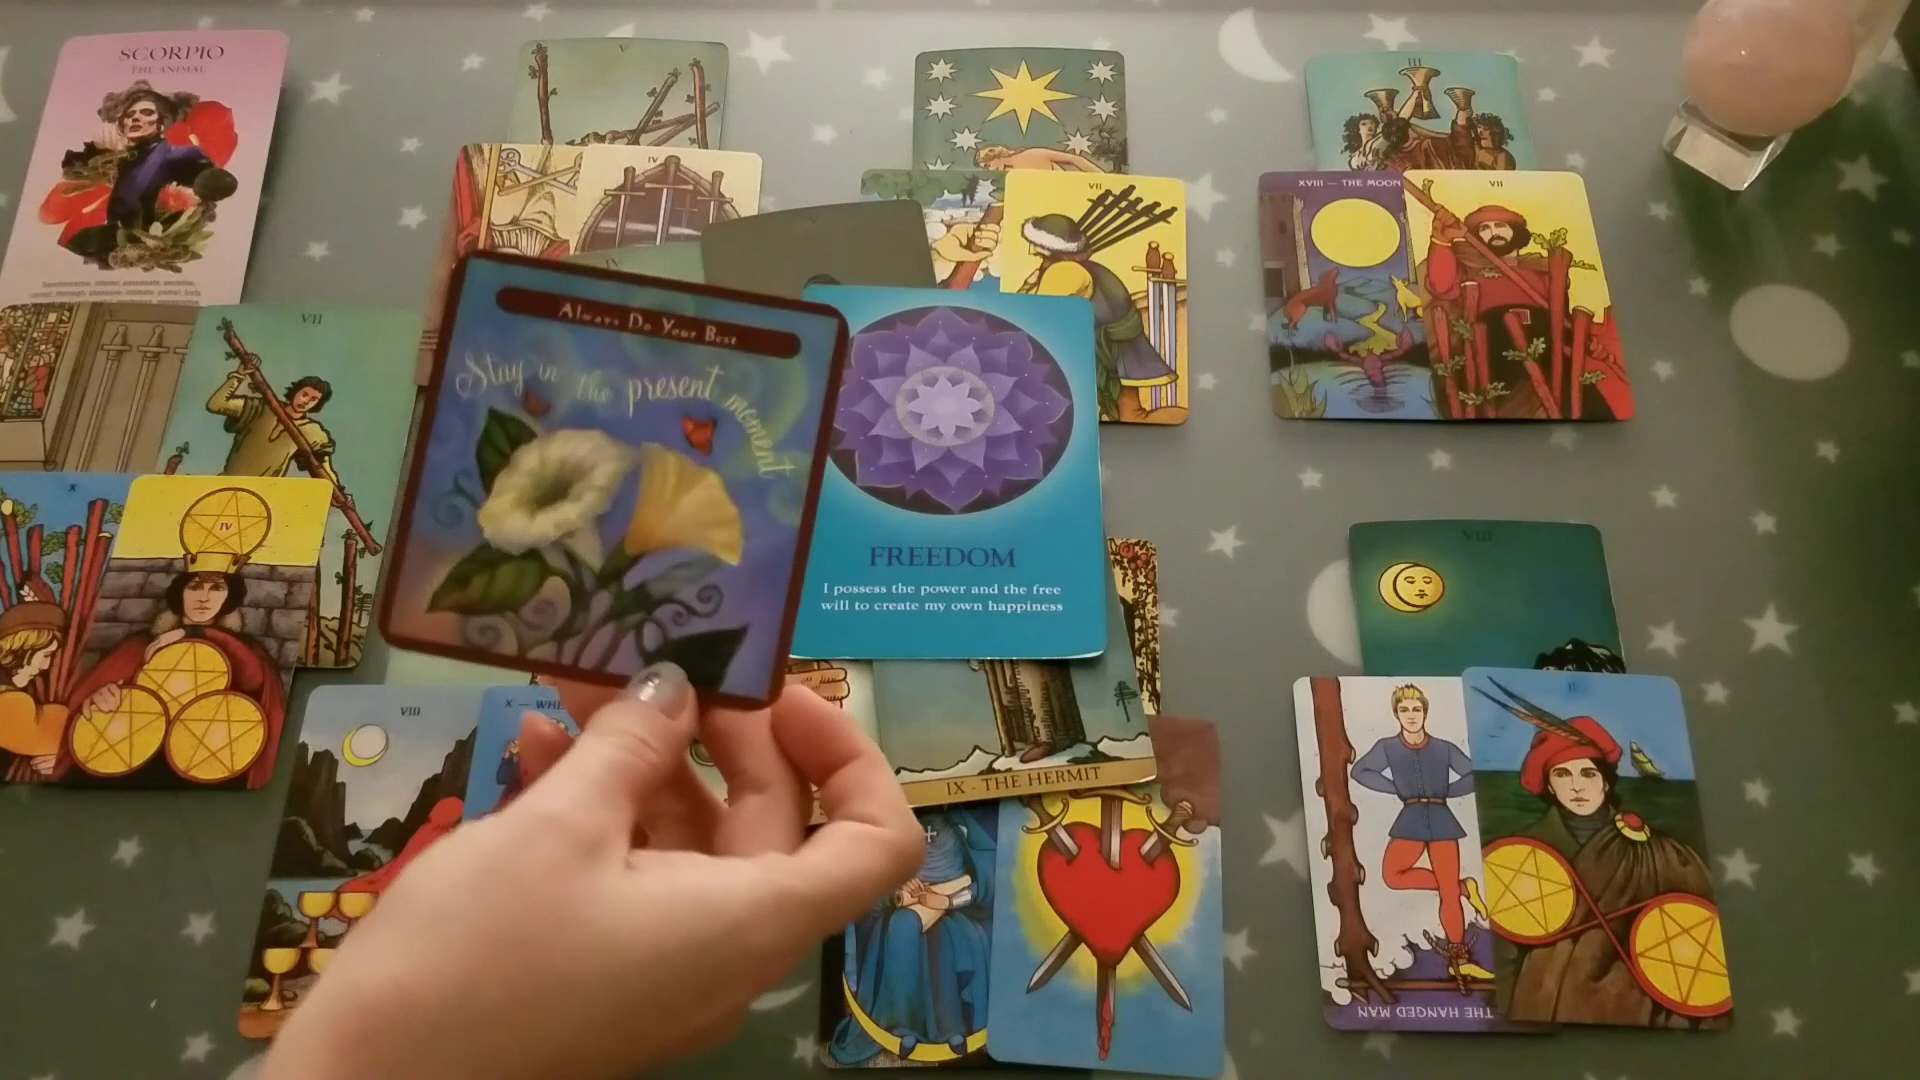 SCORPIO
THE ANIMAL
V
III
IV
VII
XVIII — THE MOON
VII
VII
IV
Always Do Your Best
Stay in the present moment
X
IV
FREEDOM
I possess the power and the free
will to create my own happiness
VIII
VIII
X — WHE
II
IX - THE HERMIT
THE HANGED MAN